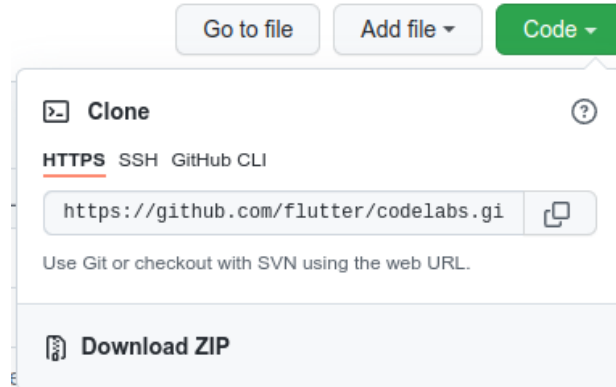 Go to file Add file Code
Clone
HTTPS SSH GitHub CLI
https://github.com/flutter/codelabs.gi
Use Git or checkout with SVN using the web URL.
Download ZIP